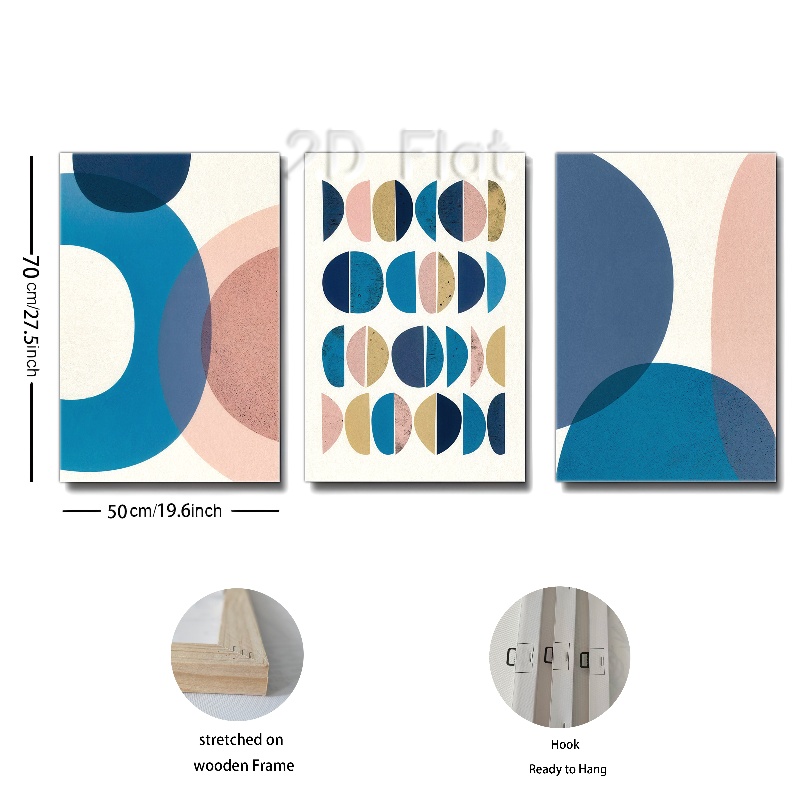 2D Flat
70 cm/27.5inch
50 cm/19.6inch
stretched on
wooden Frame
Hook
Ready to Hang